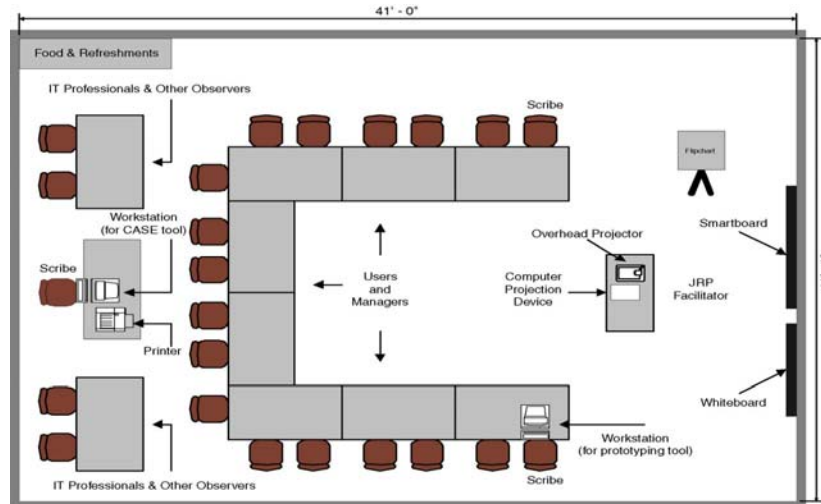 41' - 0"
Food & Refreshments
IT Professionals & Other Observers
Scribe
Flipchart
Workstation
(for CASE tool)
Smartboard
Overhead Projector
Scribe
Users
and
Managers
Computer
Projection
Device
JRP
Facilitator
Printer
Whiteboard
Workstation
(for prototyping tool)
IT Professionals & Other Observers
Scribe